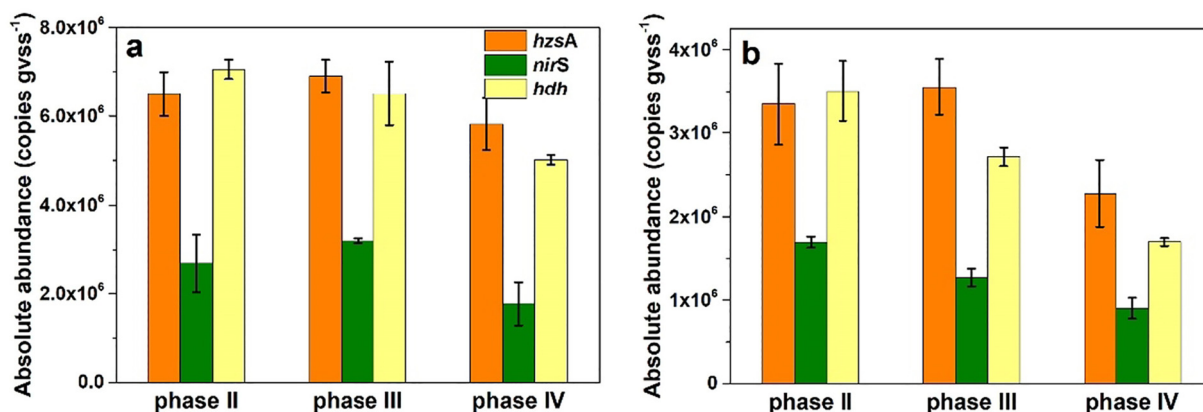 a
hzsA
nirS
hdh
Absolute abundance (copies gvss⁻¹)
8.0x10⁶
6.0x10⁶
4.0x10⁶
2.0x10⁶
0.0
phase II phase III phase IV
b
Absolute abundance (copies gvss⁻¹)
4x10⁶
3x10⁶
2x10⁶
1x10⁶
0
phase II phase III phase IV